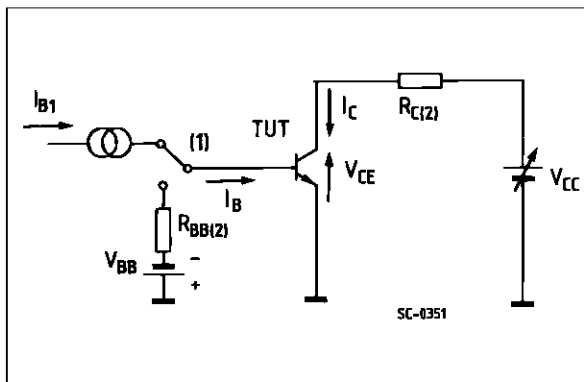 I_B1
(1)
TUT
I_C
R_C(2)
V_CE
V_CC
I_B
R_BB(2)
V_BB
−
+
SC-0351